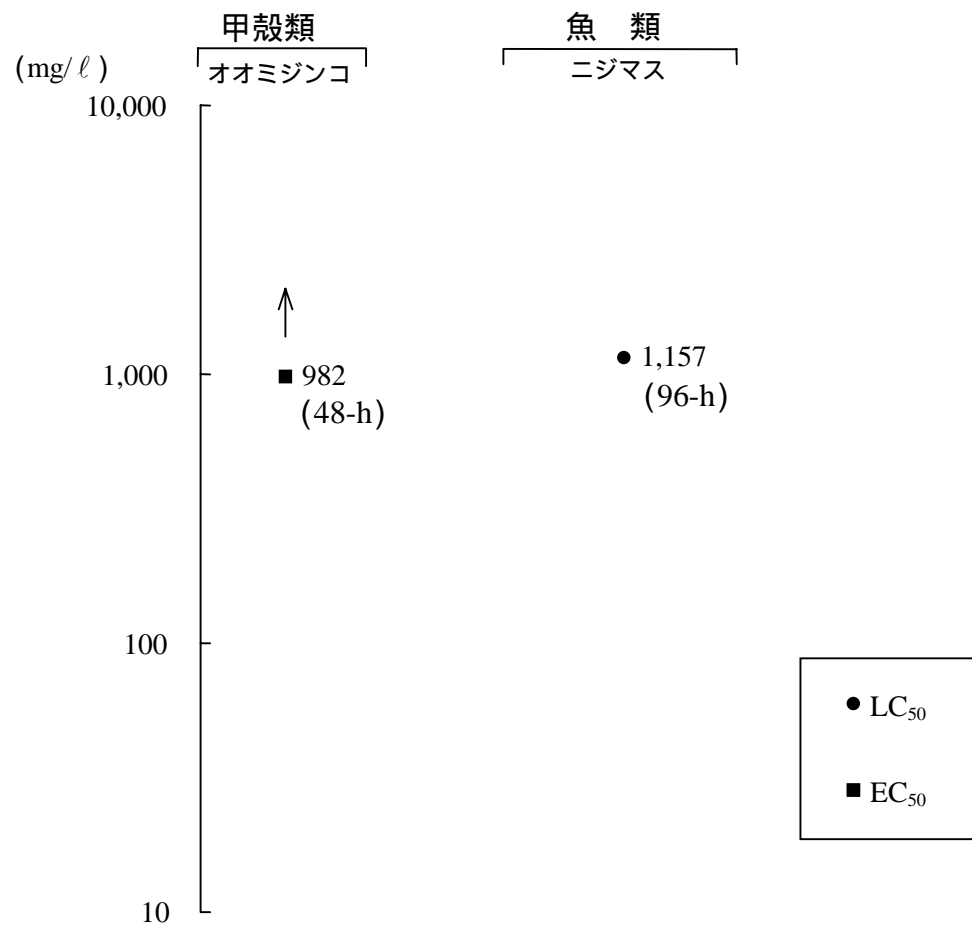 甲殻類
魚 類
(mg/ℓ)
オオミジンコ
ニジマス
10,000
1,000
982
(48-h)
1,157
(96-h)
100
● LC₅₀
■ EC₅₀
10